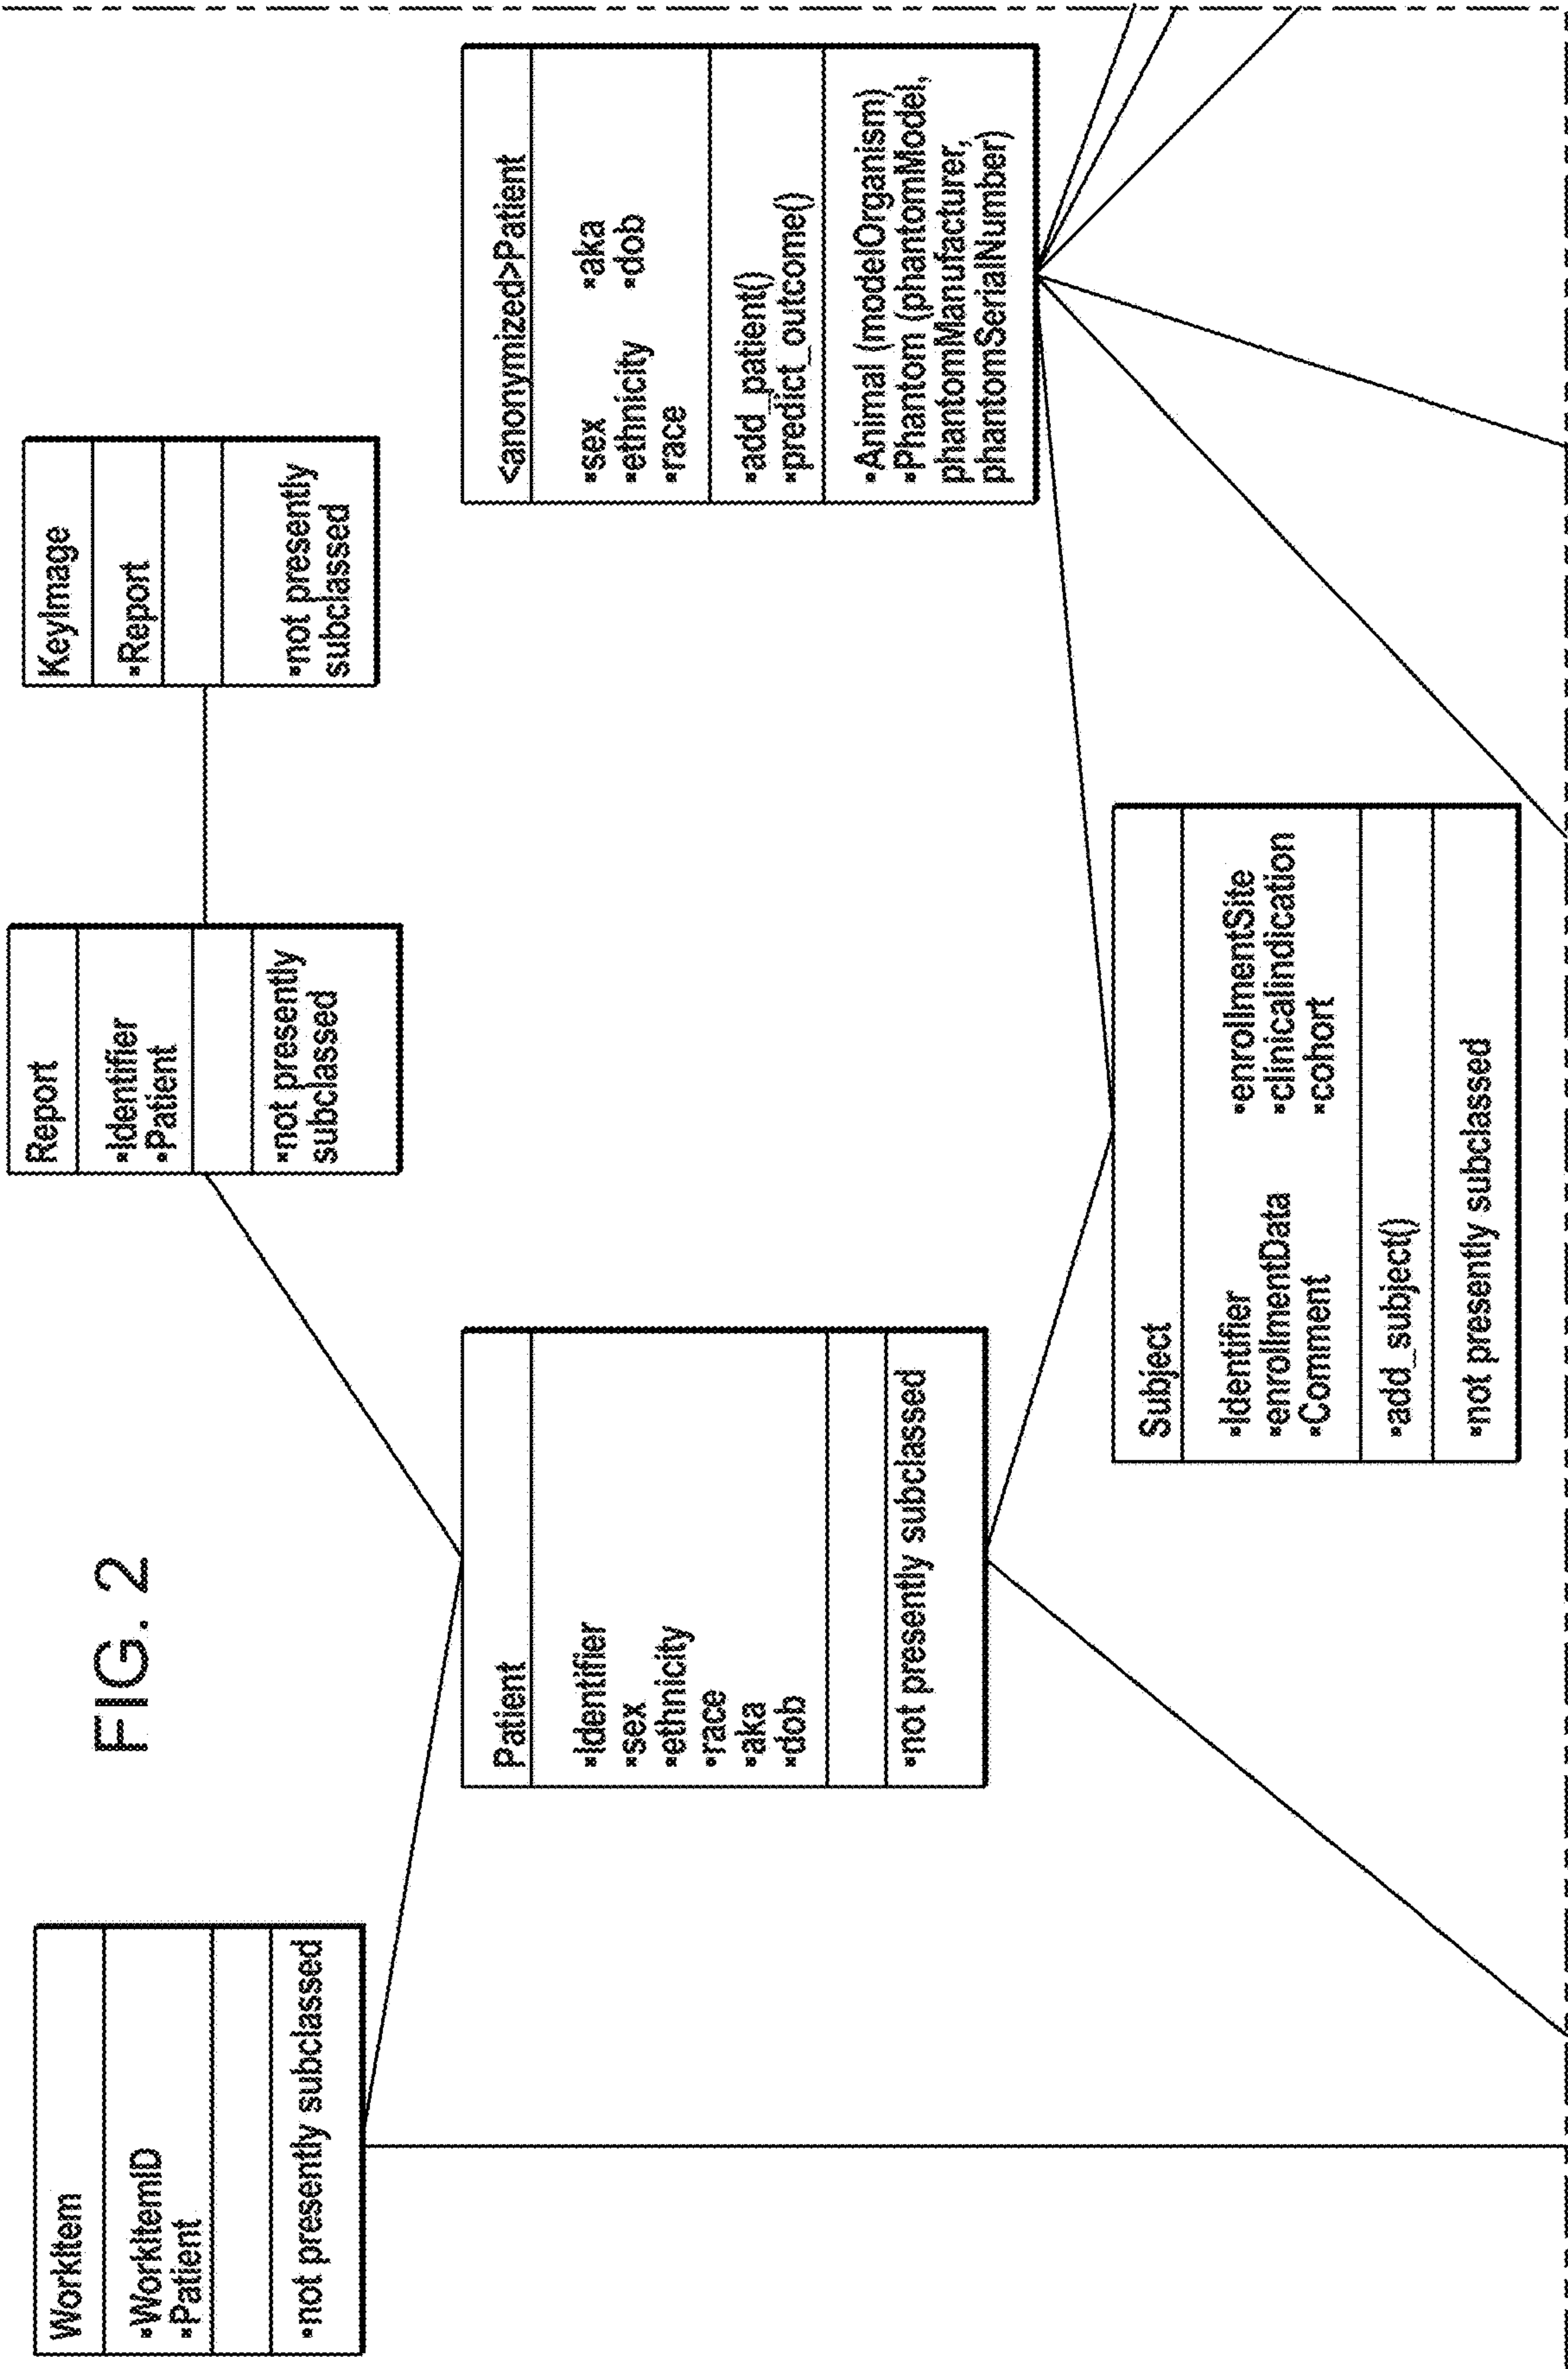 FIG. 2
WorkItem
▪WorkItemID
▪Patient
▪not presently subclassed
Report
▪Identifier
▪Patient
▪not presently
subclassed
KeyImage
▪Report
▪not presently
subclassed
Patient
▪Identifier
▪sex
▪ethnicity
▪race
▪aka
▪dob
▪not presently subclassed
<anonymized>Patient
▪sex ▪aka
▪ethnicity ▪dob
▪race
▪add_patient()
▪predict_outcome()
▪Animal (modelOrganism)
▪Phantom (phantomModel,
phantomManufacturer,
phantomSerialNumber)
Subject
▪Identifier ▪enrollmentSite
▪enrollmentData ▪clinicalIndication
▪Comment ▪cohort
▪add_subject()
▪not presently subclassed